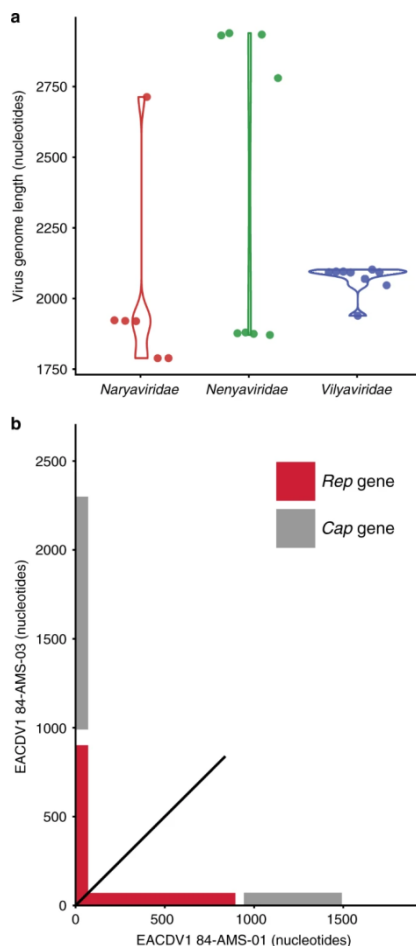 a
Virus genome length (nucleotides)
2750
2500
2250
2000
1750
Naryaviridae Nenyaviridae Vilyaviridae
b
EACDV1 84-AMS-03 (nucleotides)
2500
2000
1500
1000
500
0
Rep gene
Cap gene
0 500 1000 1500
EACDV1 84-AMS-01 (nucleotides)